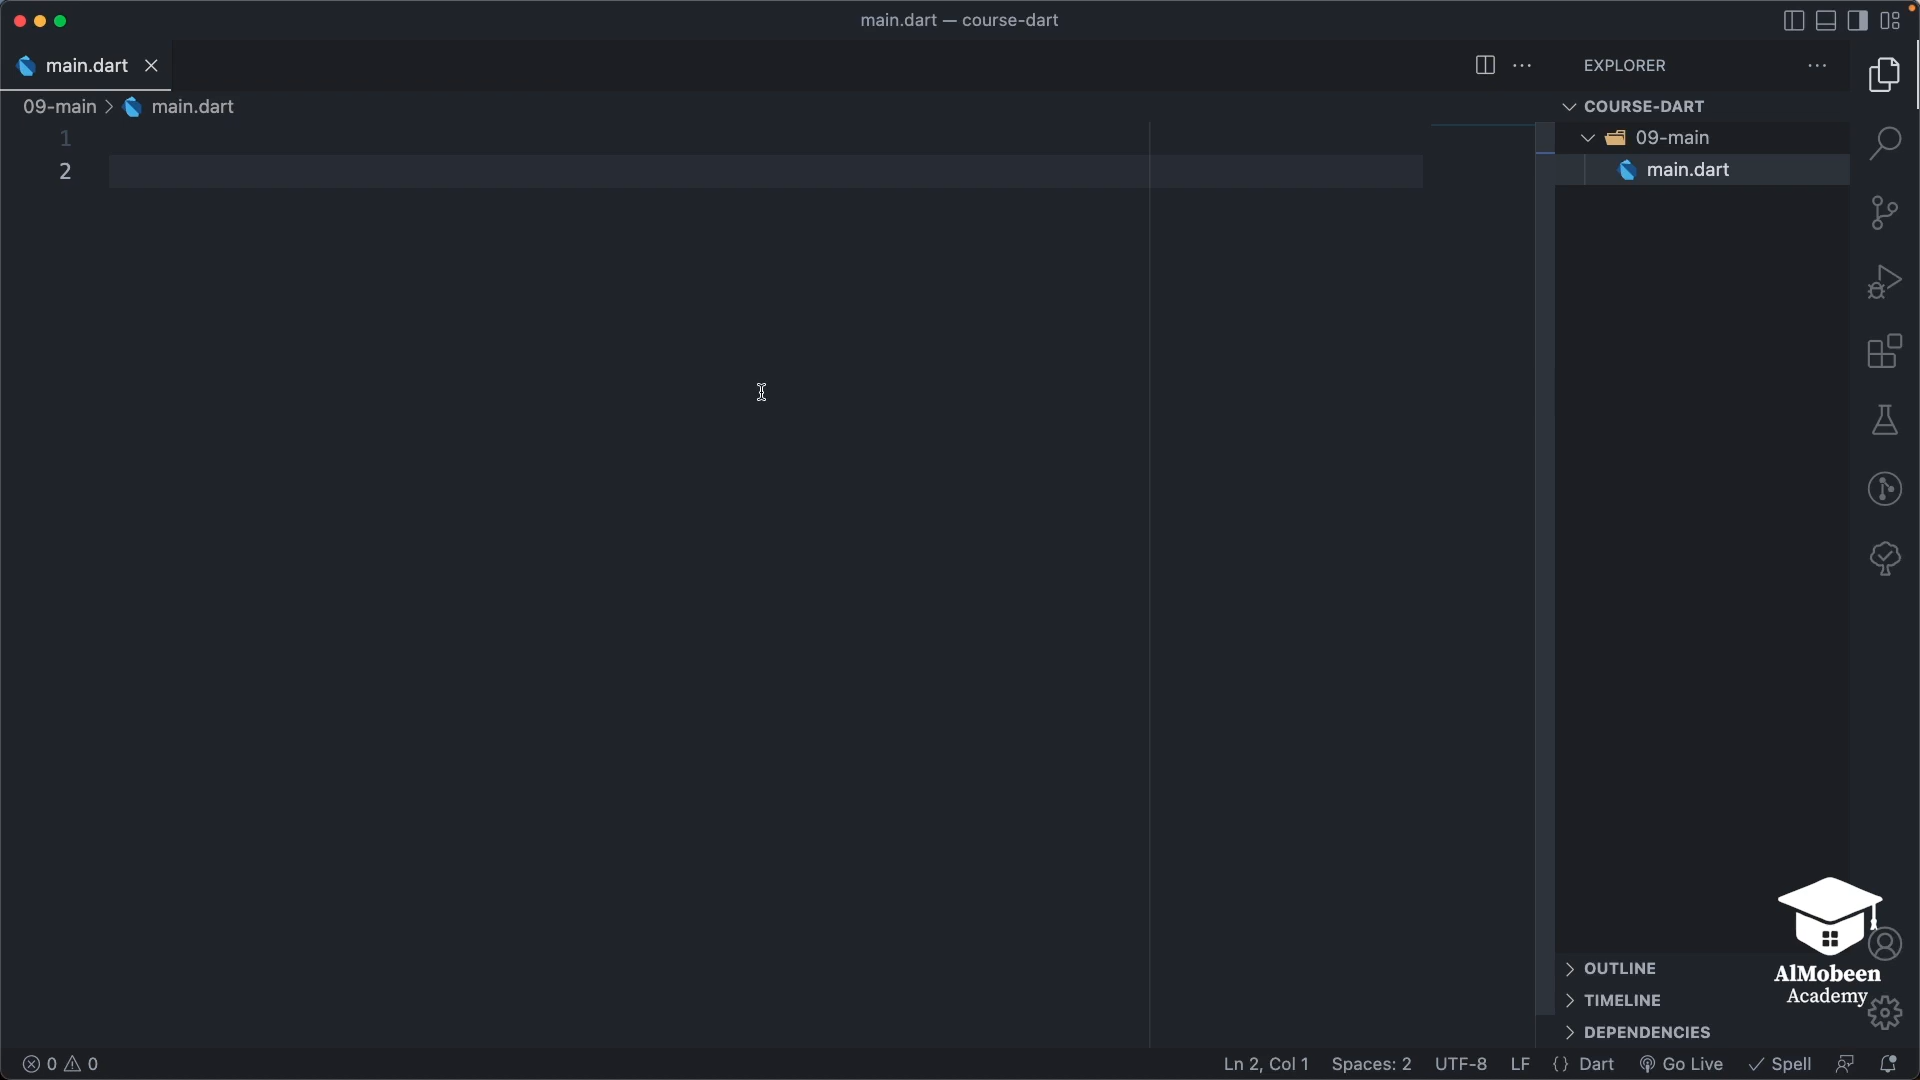 main.dart — course-dart
main.dart
EXPLORER
09-main > main.dart
COURSE-DART
1
09-main
2
main.dart
AlMobeen
Academy
OUTLINE
TIMELINE
DEPENDENCIES
0 0
Ln 2, Col 1 Spaces: 2 UTF-8 LF {} Dart Go Live Spell